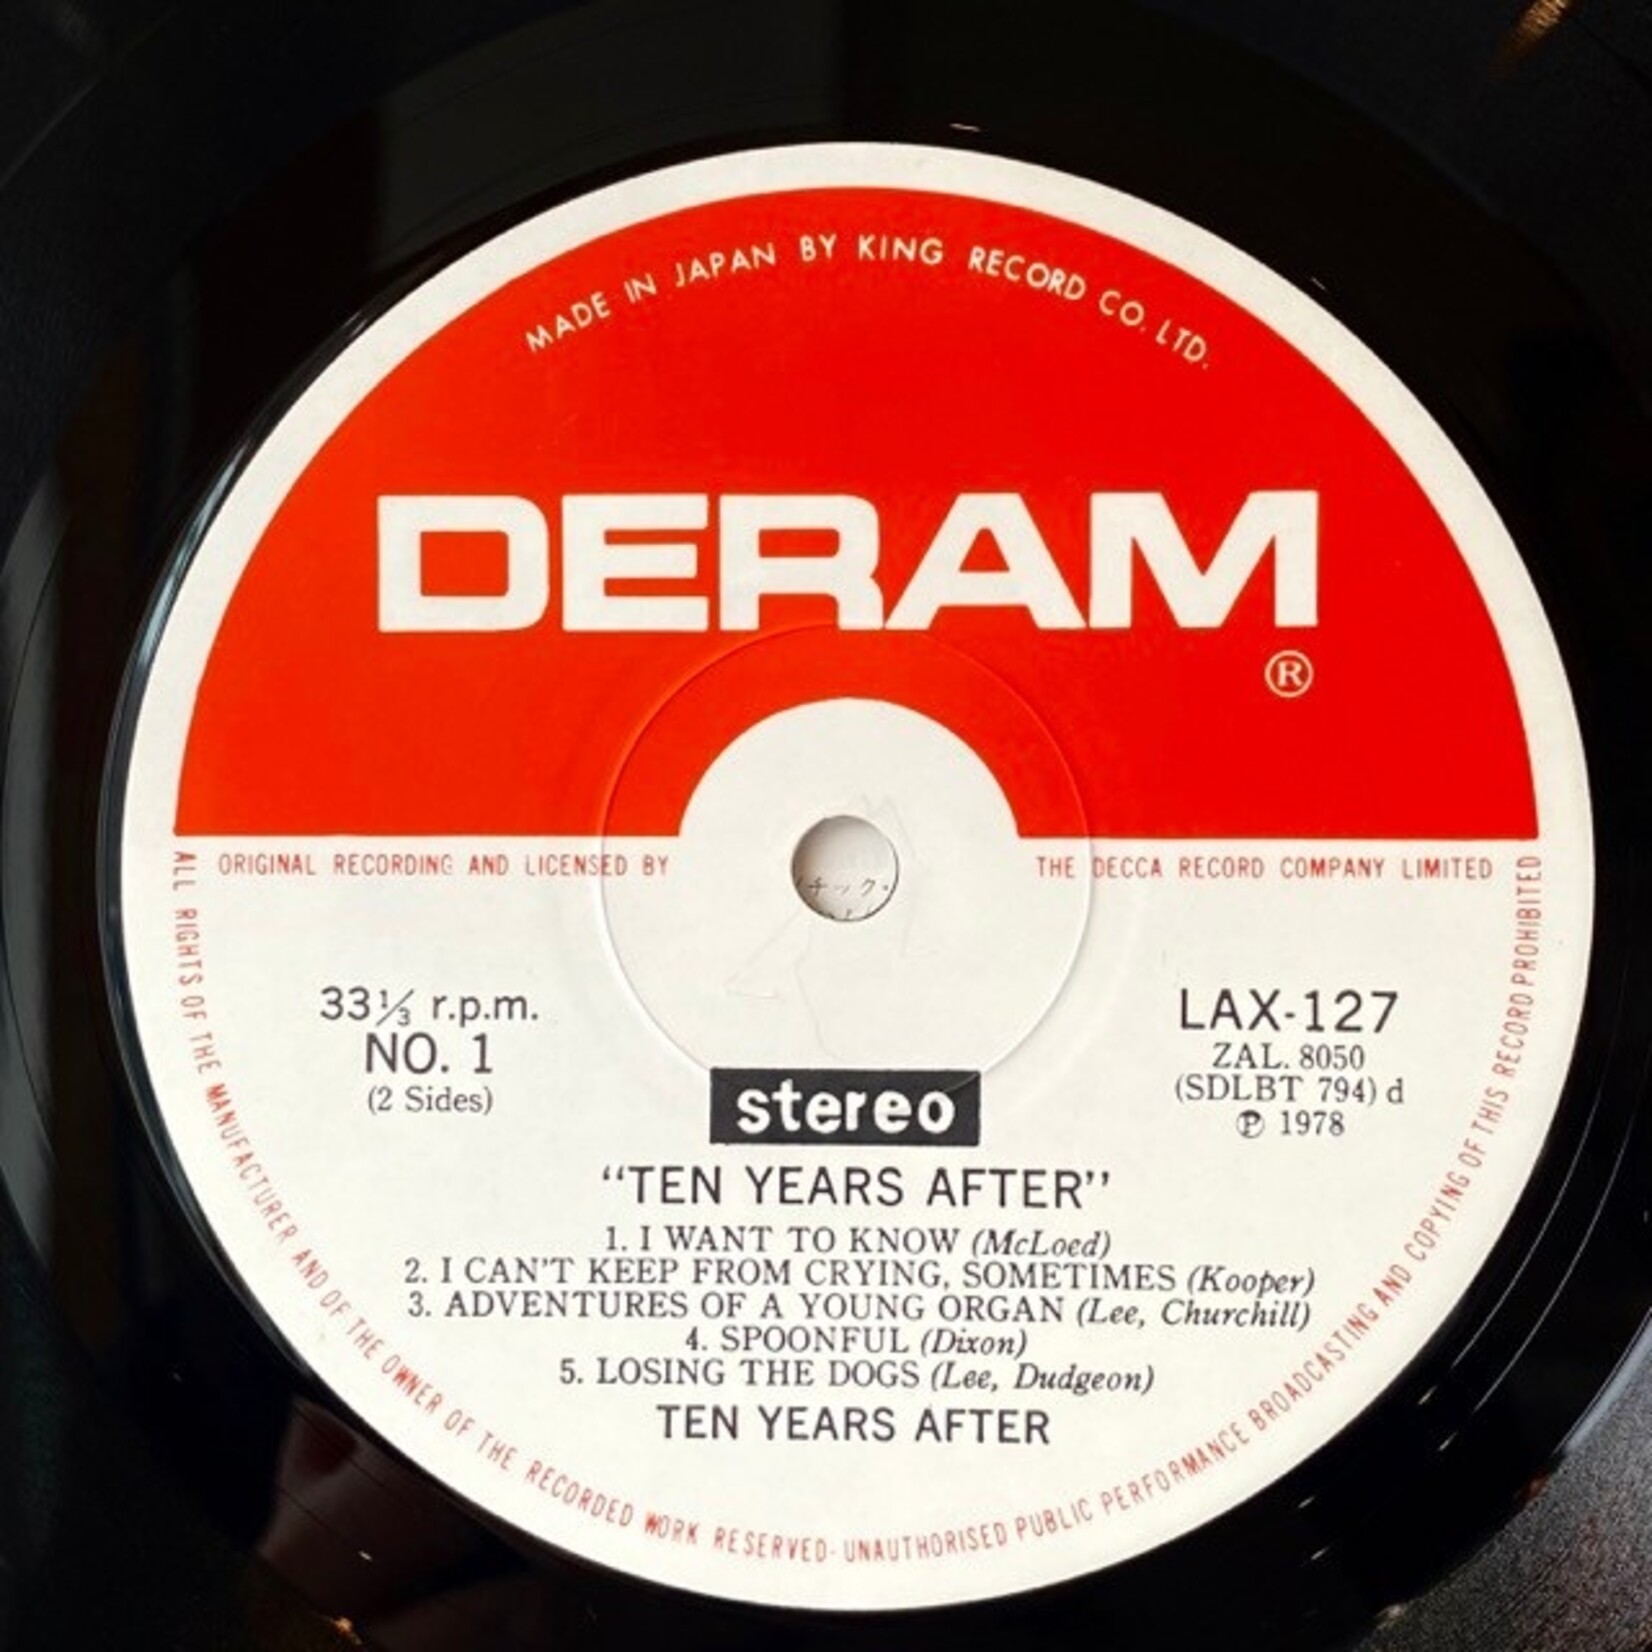 MADE IN JAPAN BY KING RECORD CO. LTD.
DERAM
®
ORIGINAL RECORDING AND LICENSED BY THE DECCA RECORD COMPANY LIMITED
33⅓ r.p.m.
NO. 1
(2 Sides)
LAX-127
ZAL. 8050
(SDLBT 794) d
Ⓟ 1978
stereo
“TEN YEARS AFTER”
1. I WANT TO KNOW (McLoed)
2. I CAN'T KEEP FROM CRYING, SOMETIMES (Kooper)
3. ADVENTURES OF A YOUNG ORGAN (Lee, Churchill)
4. SPOONFUL (Dixon)
5. LOSING THE DOGS (Lee, Dudgeon)
TEN YEARS AFTER
ALL RIGHTS OF THE MANUFACTURER AND OF THE OWNER OF THE RECORDED WORK RESERVED-UNAUTHORISED PUBLIC PERFORMANCE BROADCASTING AND COPYING OF THIS RECORD PROHIBITED